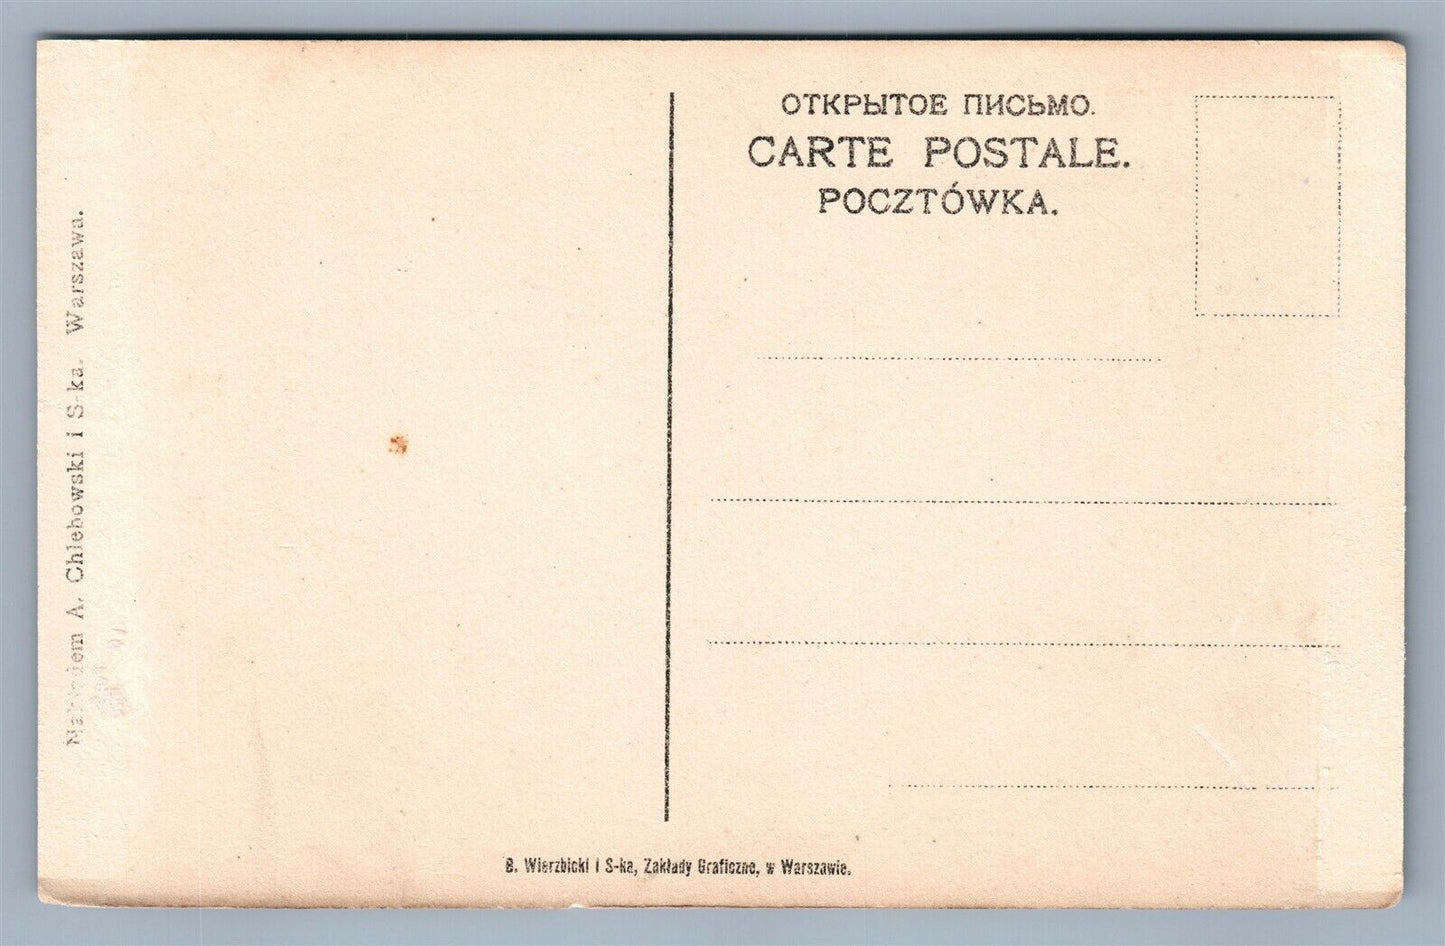 ОТКРЫТОЕ ПИСЬМО.
CARTE POSTALE.
POCZTÓWKA.
Nakładem A. Chlebowski i S-ka. Warszawa.
B. Wierzbicki i S-ka, Zakłady Graficzne, w Warszawie.